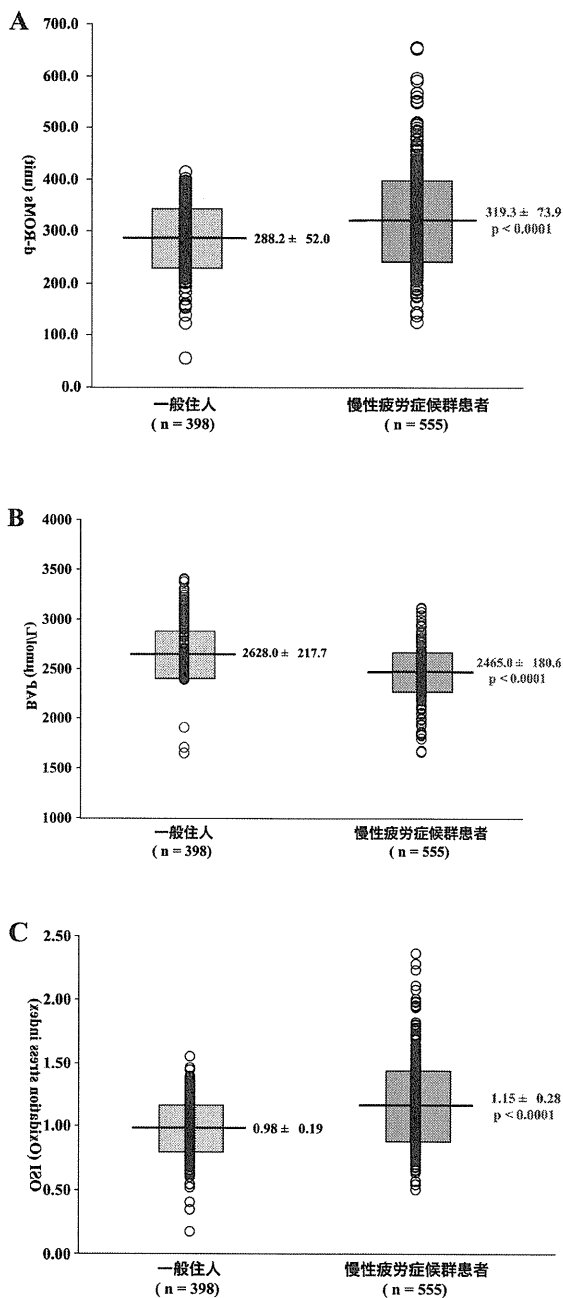 A
700.0
600.0
500.0
400.0
300.0
200.0
100.0
0.0
d-ROMs (unit)
288.2 ± 52.0
319.3 ± 73.9
p < 0.0001
一般住人
( n = 398)
慢性疲労症候群患者
( n = 555)
B
4000
3000
2500
2000
1500
1000
BAP (μmol/L)
2628.0 ± 217.7
2465.0 ± 180.6
p < 0.0001
一般住人
( n = 398)
慢性疲労症候群患者
( n = 555)
C
2.50
2.00
1.50
1.00
0.50
0.00
OSI (Oxidation stress index)
0.98 ± 0.19
1.15 ± 0.28
p < 0.0001
一般住人
( n = 398)
慢性疲労症候群患者
( n = 555)